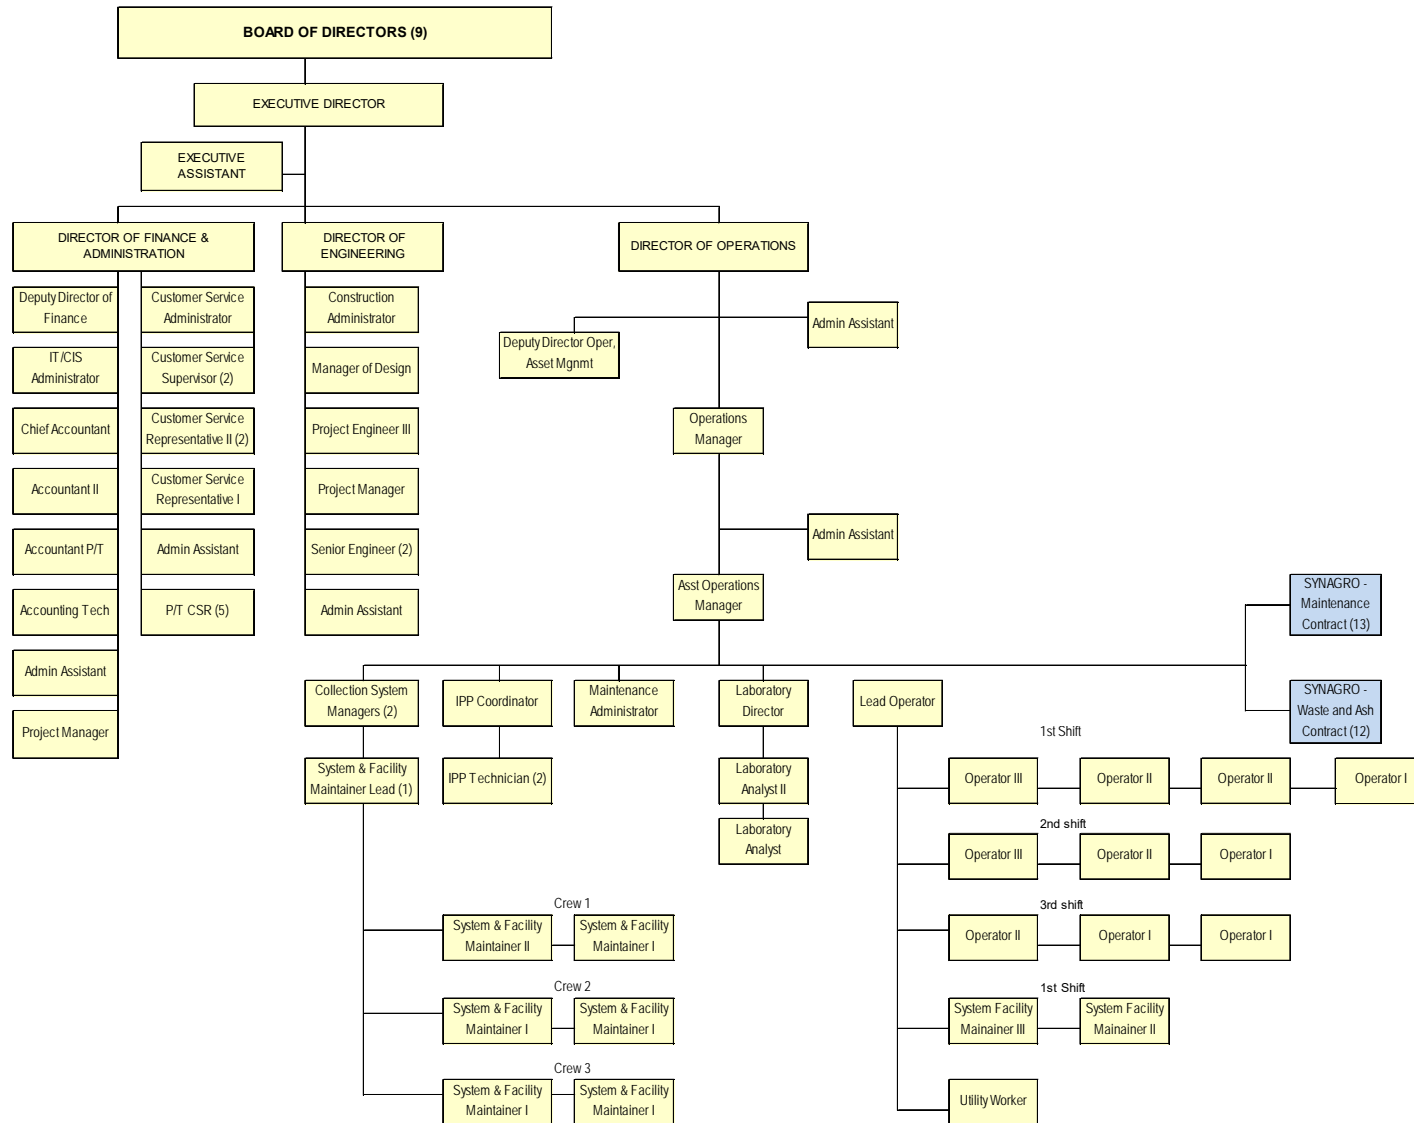 BOARD OF DIRECTORS (9)
EXECUTIVE DIRECTOR
EXECUTIVE
ASSISTANT
DIRECTOR OF FINANCE &
ADMINISTRATION
DIRECTOR OF
ENGINEERING
DIRECTOR OF OPERATIONS
Deputy Director of
Finance
Customer Service
Administrator
Construction
Administrator
Deputy Director Oper,
Asset Mgnmt
Admin Assistant
IT/CIS
Administrator
Customer Service
Supervisor (2)
Manager of Design
Chief Accountant
Customer Service
Representative II (2)
Project Engineer III
Operations
Manager
Accountant II
Customer Service
Representative I
Project Manager
Accountant P/T
Admin Assistant
Senior Engineer (2)
Admin Assistant
Accounting Tech
P/T CSR (5)
Admin Assistant
Asst Operations
Manager
SYNAGRO -
Maintenance
Contract (13)
Admin Assistant
Project Manager
Collection System
Managers (2)
IPP Coordinator
Maintenance
Administrator
Laboratory
Director
Lead Operator
SYNAGRO -
Waste and Ash
Contract (12)
System & Facility
Maintainer Lead (1)
IPP Technician (2)
Laboratory
Analyst II
Laboratory
Analyst
1st Shift
Operator III
Operator II
Operator II
Operator I
2nd shift
Operator III
Operator II
Operator I
3rd shift
Operator II
Operator I
Operator I
1st Shift
System Facility
Mainainer III
System Facility
Mainainer II
Utility Worker
Crew 1
System & Facility
Maintainer II
System & Facility
Maintainer I
Crew 2
System & Facility
Maintainer I
System & Facility
Maintainer I
Crew 3
System & Facility
Maintainer I
System & Facility
Maintainer I